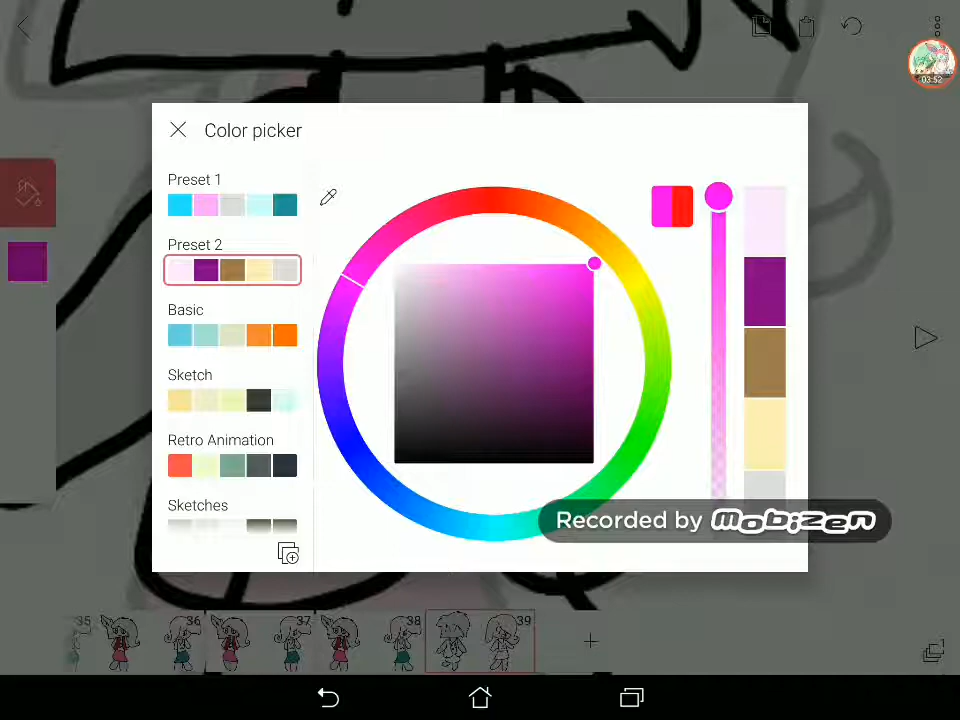 03:52
Color picker
Preset 1
Preset 2
Basic
Sketch
Retro Animation
Sketches
Recorded by mobizen
35
36
37
38
39